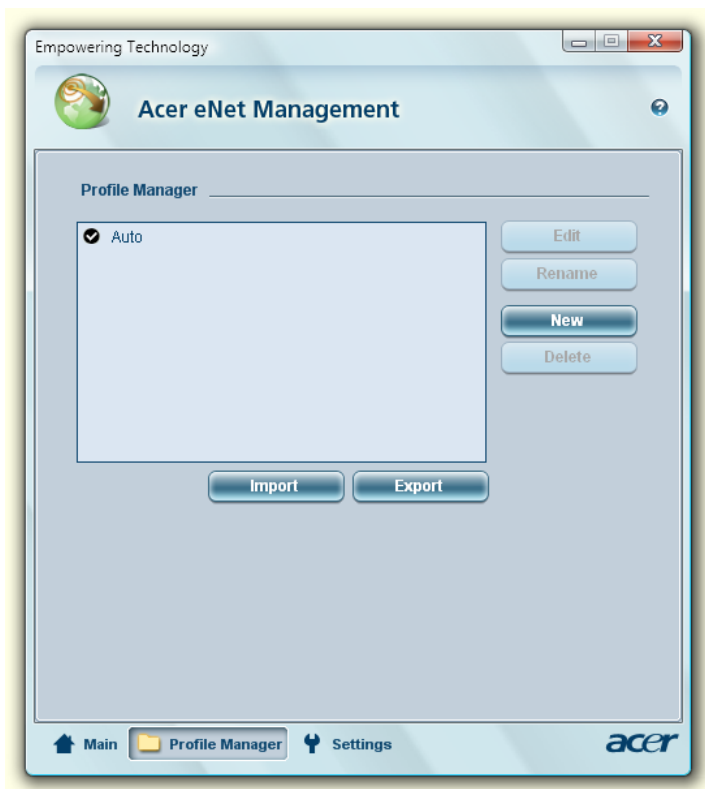 Empowering Technology
Acer eNet Management
Profile Manager
Auto
Edit
Rename
New
Delete
Import Export
Main Profile Manager Settings
acer